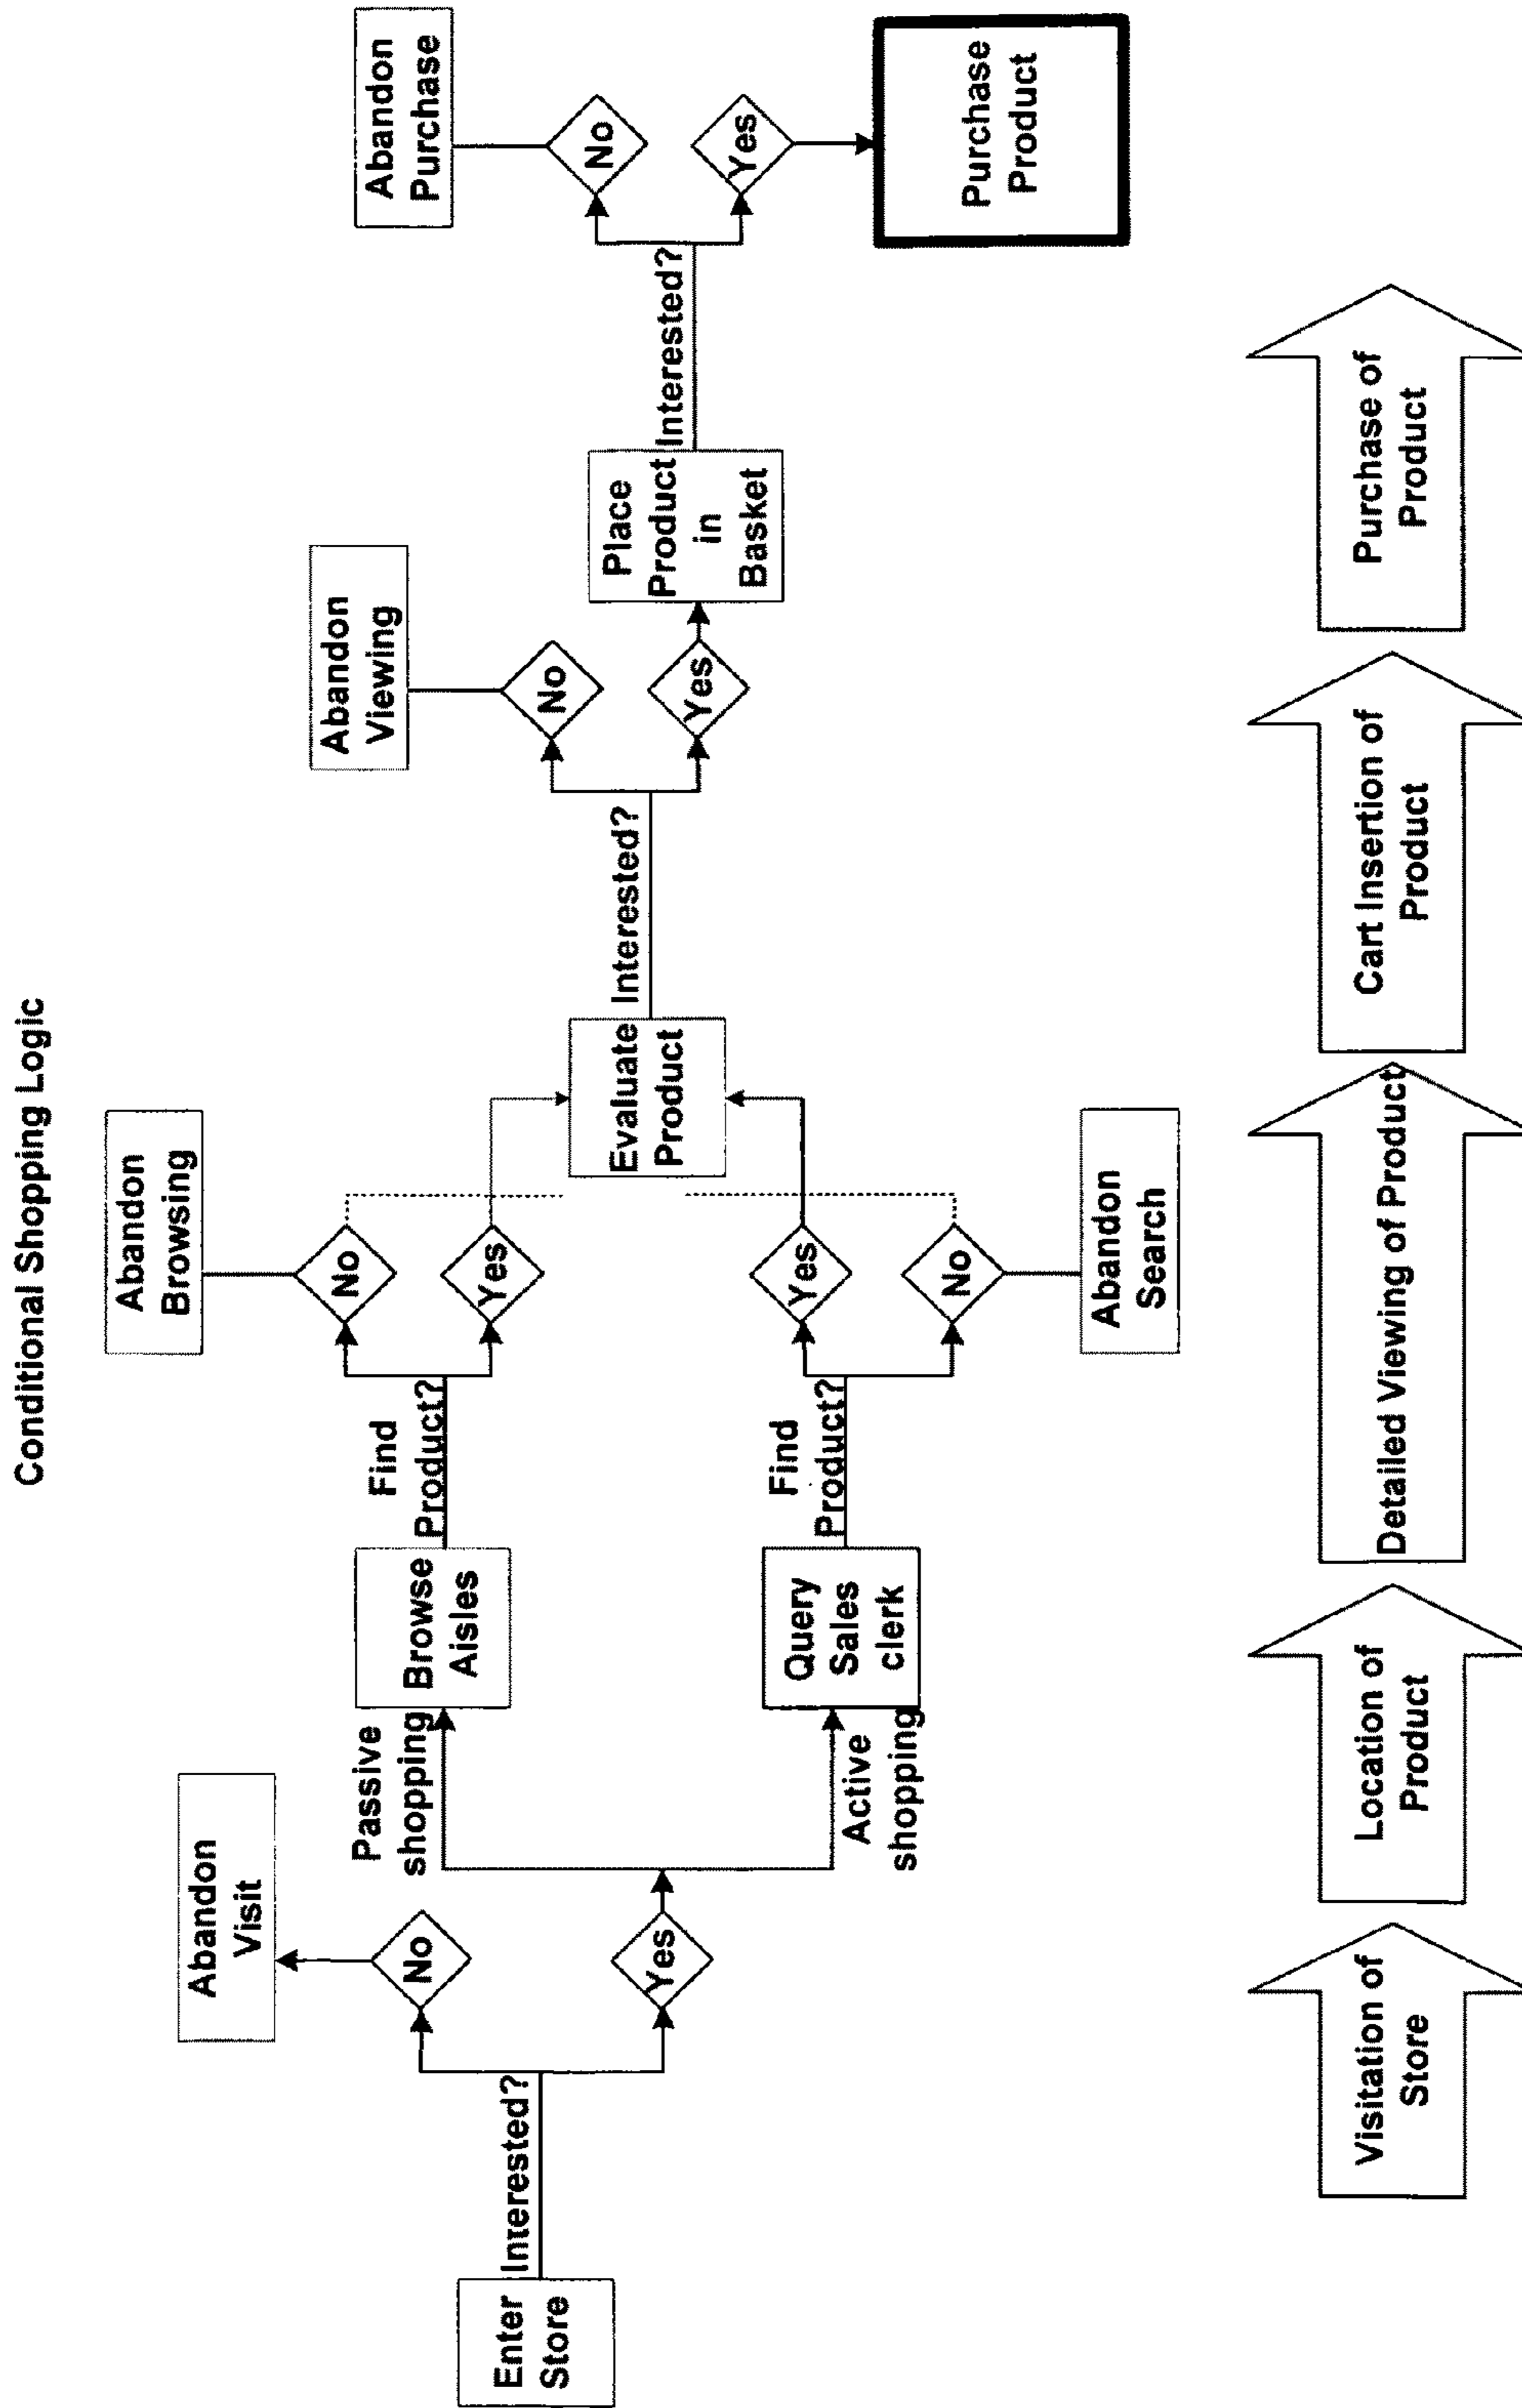 Conditional Shopping Logic
Enter
Store
Interested?
No
Abandon
Visit
Yes
Passive
shopping
Browse
Aisles
Find
Product?
No
Abandon
Browsing
Yes
Active
shopping
Query
Sales
clerk
Find
Product?
Yes
No
Abandon
Search
Evaluate
Product
Interested?
No
Abandon
Viewing
Yes
Place
Product
in
Basket
Interested?
No
Abandon
Purchase
Yes
Purchase
Product
Visitation of
Store
Location of
Product
Detailed Viewing of Product
Cart Insertion of
Product
Purchase of
Product